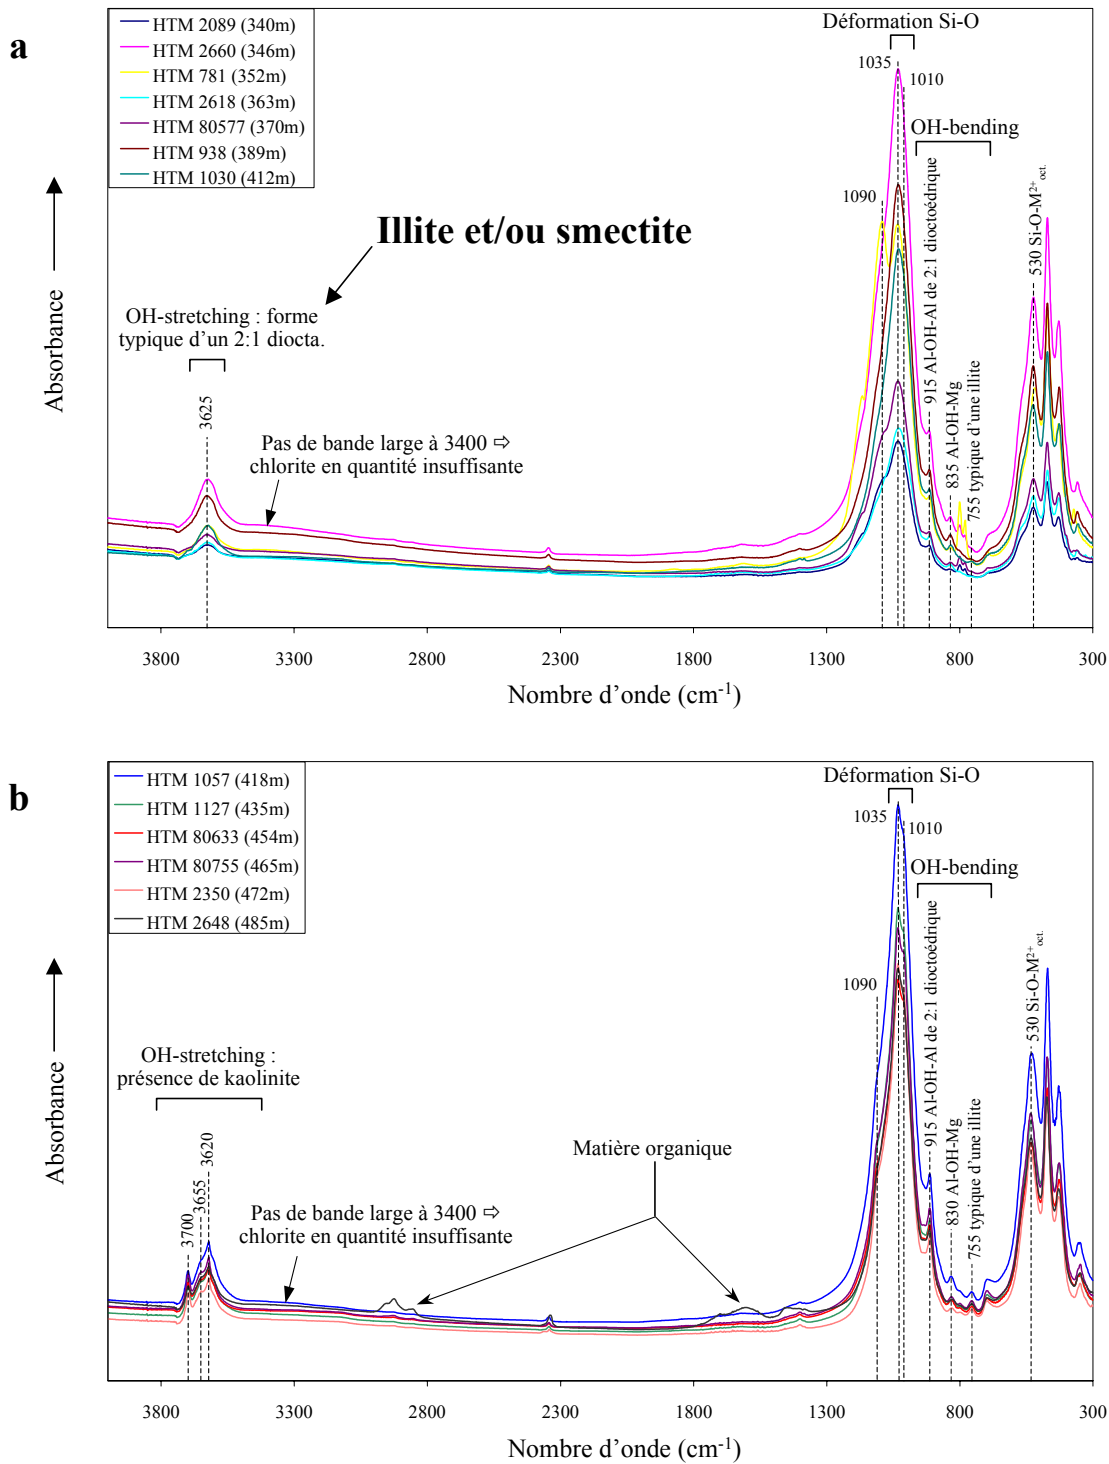 a
HTM 2089 (340m)
HTM 2660 (346m)
HTM 781 (352m)
HTM 2618 (363m)
HTM 80577 (370m)
HTM 938 (389m)
HTM 1030 (412m)
Déformation Si-O
1035
1010
OH-bending
1090
915 Al-OH-Al de 2:1 dioctoédrique
835 Al-OH-Mg
755 typique d’une illite
530 Si-O-M²⁺oct.
Illite et/ou smectite
OH-stretching : forme
typique d’un 2:1 diocta.
3625
Pas de bande large à 3400 ⇨
chlorite en quantité insuffisante
Absorbance
3800 3300 2800 2300 1800 1300 800 300
Nombre d’onde (cm⁻¹)
b
HTM 1057 (418m)
HTM 1127 (435m)
HTM 80633 (454m)
HTM 80755 (465m)
HTM 2350 (472m)
HTM 2648 (485m)
Déformation Si-O
1035
1010
OH-bending
1090
915 Al-OH-Al de 2:1 dioctoédrique
830 Al-OH-Mg
755 typique d’une illite
530 Si-O-M²⁺oct.
OH-stretching :
présence de kaolinite
3700
3655
3620
Pas de bande large à 3400 ⇨
chlorite en quantité insuffisante
Matière organique
Absorbance
3800 3300 2800 2300 1800 1300 800 300
Nombre d’onde (cm⁻¹)